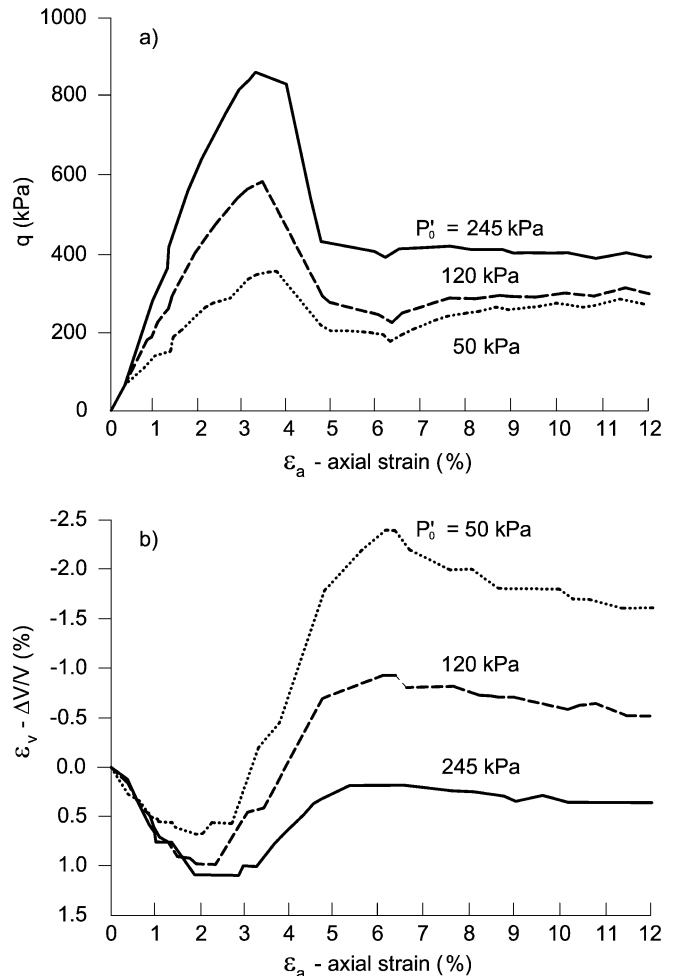 1000
a)
800
600
400
200
0
q (kPa)
P'₀ = 245 kPa
120 kPa
50 kPa
0 1 2 3 4 5 6 7 8 9 10 11 12
εa - axial strain (%)
-2.5
b)
-2.0
-1.5
-1.0
-0.5
0.0
0.5
1.0
1.5
εv - ΔV/V (%)
P'₀ = 50 kPa
120 kPa
245 kPa
0 1 2 3 4 5 6 7 8 9 10 11 12
εa - axial strain (%)